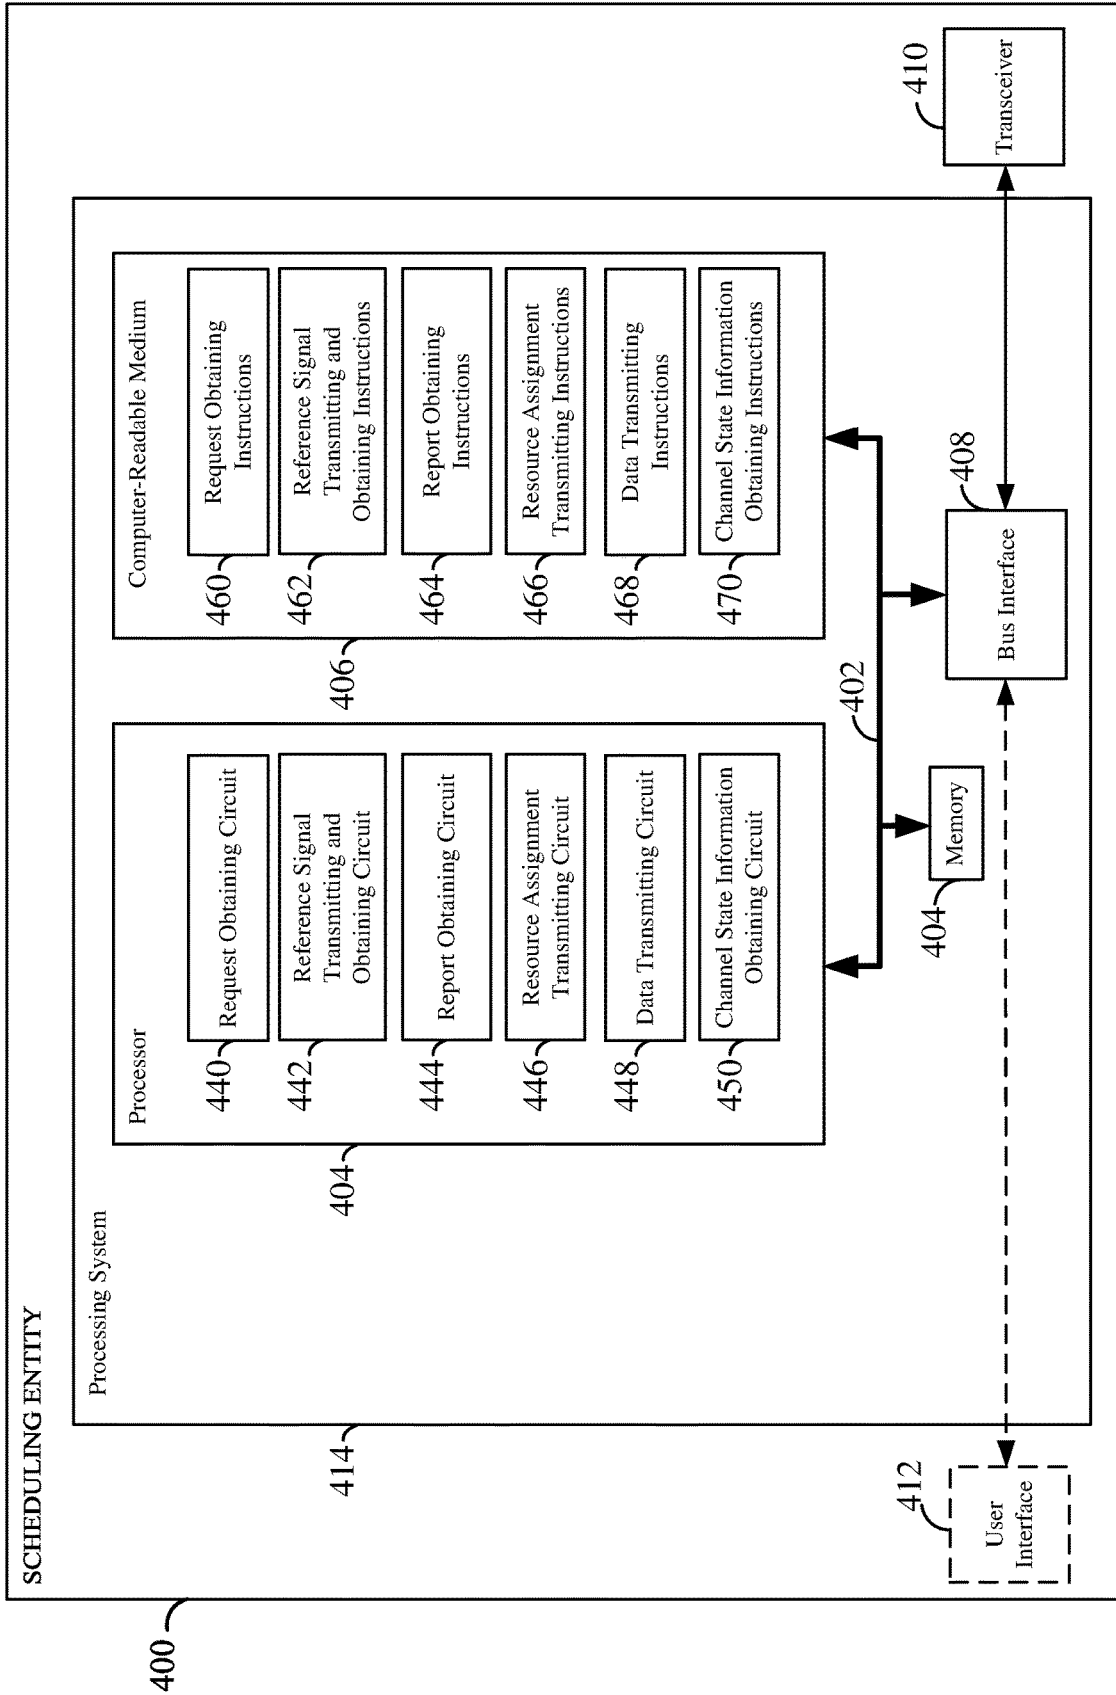 SCHEDULING ENTITY
400
Processing System
414
Processor
404
440
Request Obtaining Circuit
442
Reference Signal
Transmitting and
Obtaining Circuit
444
Report Obtaining Circuit
446
Resource Assignment
Transmitting Circuit
448
Data Transmitting Circuit
450
Channel State Information
Obtaining Circuit
Computer-Readable Medium
406
460
Request Obtaining
Instructions
462
Reference Signal
Transmitting and
Obtaining Instructions
464
Report Obtaining
Instructions
466
Resource Assignment
Transmitting Instructions
468
Data Transmitting
Instructions
470
Channel State Information
Obtaining Instructions
402
404
Memory
408
Bus Interface
410
Transceiver
412
User
Interface